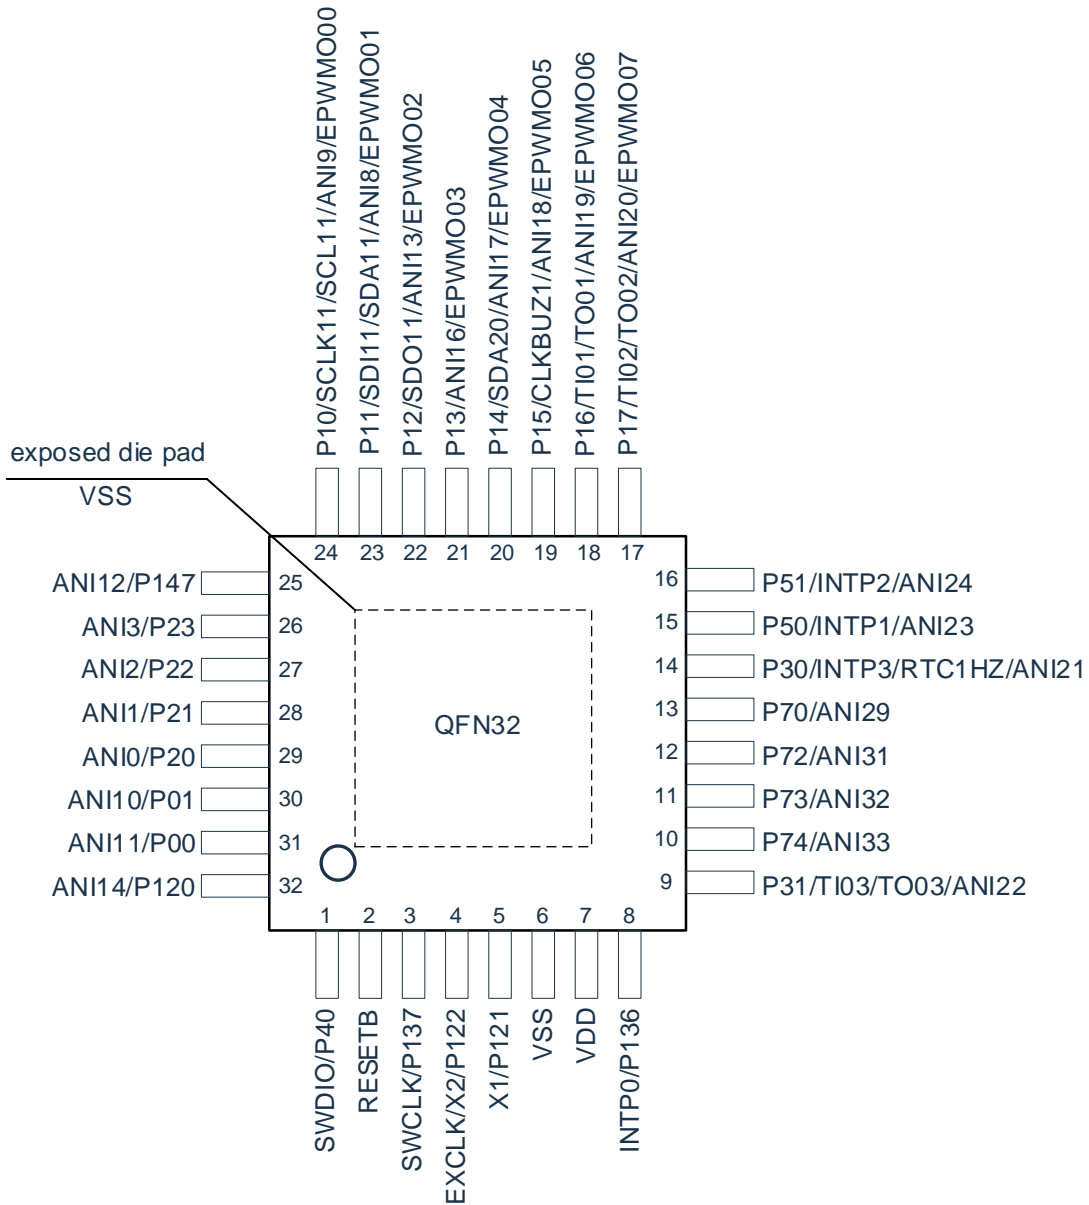 P10/SCLK11/SCL11/ANI9/EPWMO00
P11/SDI11/SDA11/ANI8/EPWMO01
P12/SDO11/ANI13/EPWMO02
P13/ANI16/EPWMO03
P14/SDA20/ANI17/EPWMO04
P15/CLKBUZ1/ANI18/EPWMO05
P16/TI01/TO01/ANI19/EPWMO06
P17/TI02/TO02/ANI20/EPWMO07
exposed die pad
VSS
24 23 22 21 20 19 18 17
ANI12/P147 25
ANI3/P23 26
ANI2/P22 27
ANI1/P21 28
ANI0/P20 29
ANI10/P01 30
ANI11/P00 31
ANI14/P120 32
QFN32
16 P51/INTP2/ANI24
15 P50/INTP1/ANI23
14 P30/INTP3/RTC1HZ/ANI21
13 P70/ANI29
12 P72/ANI31
11 P73/ANI32
10 P74/ANI33
9 P31/TI03/TO03/ANI22
1 2 3 4 5 6 7 8
SWDIO/P40
RESETB
SWCLK/P137
EXCLK/X2/P122
X1/P121
VSS
VDD
INTP0/P136